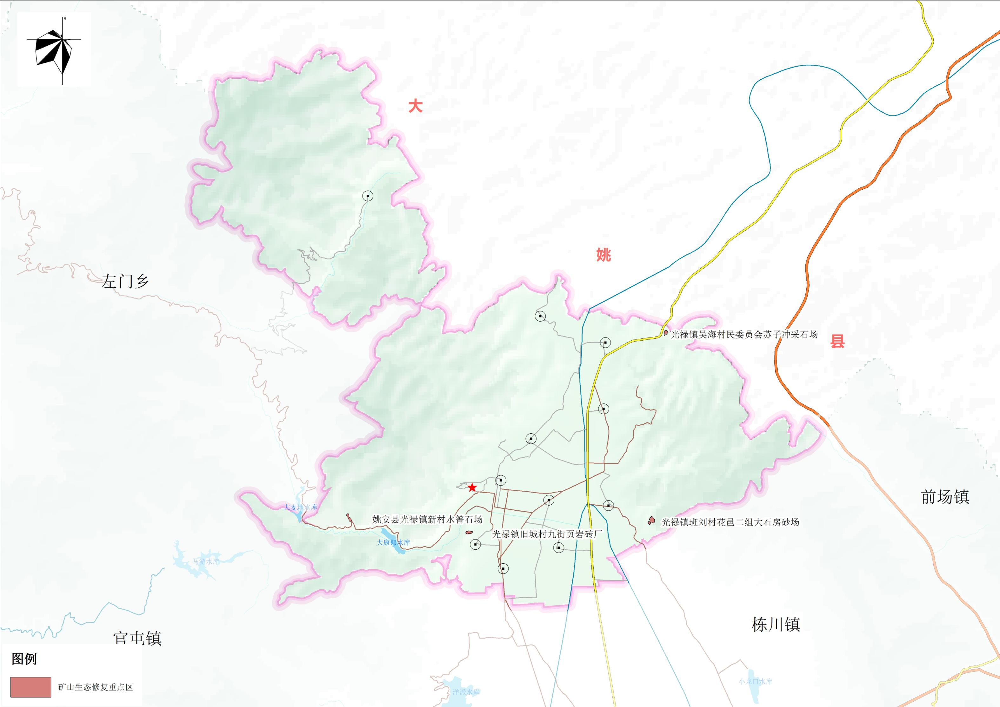 N
大
姚
左门乡
光禄镇吴海村民委员会苏子冲采石场
县
前场镇
大麦地水库
姚安县光禄镇新村水箐石场
光禄镇班刘村花邑二组大石房砂场
光禄镇旧城村九街页岩砖厂
大康郎水库
马游水库
栋川镇
官屯镇
图例
矿山生态修复重点区
小龙口水库
洋派水库